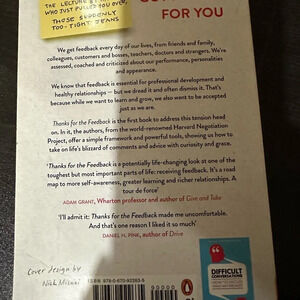 THE LECTURE BY
WHO JUST PULLED YOU OVER,
THOSE SUDDENLY
TOO-TIGHT JEANS
FOR YOU
We get feedback every day of our lives, from friends and family,
colleagues, customers and bosses, teachers, doctors and strangers. We're
assessed, coached and criticized about our performance, personalities
and appearance.
We know that feedback is essential for professional development and
healthy relationships – but we dread it and often dismiss it. That's
because while we want to learn and grow, we also want to be accepted
just as we are.
Thanks for the Feedback is the first book to address this tension head
on. In it, the authors, from the world-renowned Harvard Negotiation
Project, offer a simple framework and powerful tools, showing us how to
take on life's blizzard of comments and advice with curiosity and grace.
'Thanks for the Feedback is a potentially life-changing look at one of the
toughest but most important parts of life: receiving feedback. It's a road
map to more self-awareness, greater learning and richer relationships. A
tour de force'
ADAM GRANT, Wharton professor and author of Give and Take
'I'll admit it: Thanks for the Feedback made me uncomfortable.
And that's one reason I liked it so much'
DANIEL H. PINK, author of Drive
Cover design by
Nick Misani
90000
DIFFICULT
CONVERSATIONS